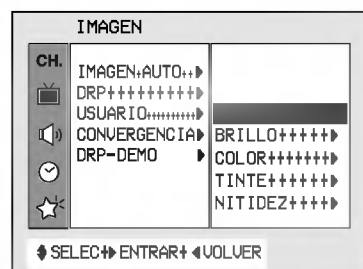 IMAGEN
CH.
IMAGEN+AUTO++▶
DRP+++++++++▶
USUARIO++++++++++▶
CONVERGENCIA▶
DRP-DEMO ▶
BRILLO+++++▶
COLOR++++++▶
TINTE++++++▶
NITIDEZ++++▶
SELEC+▶ ENTRAR+ ◀VOLVER